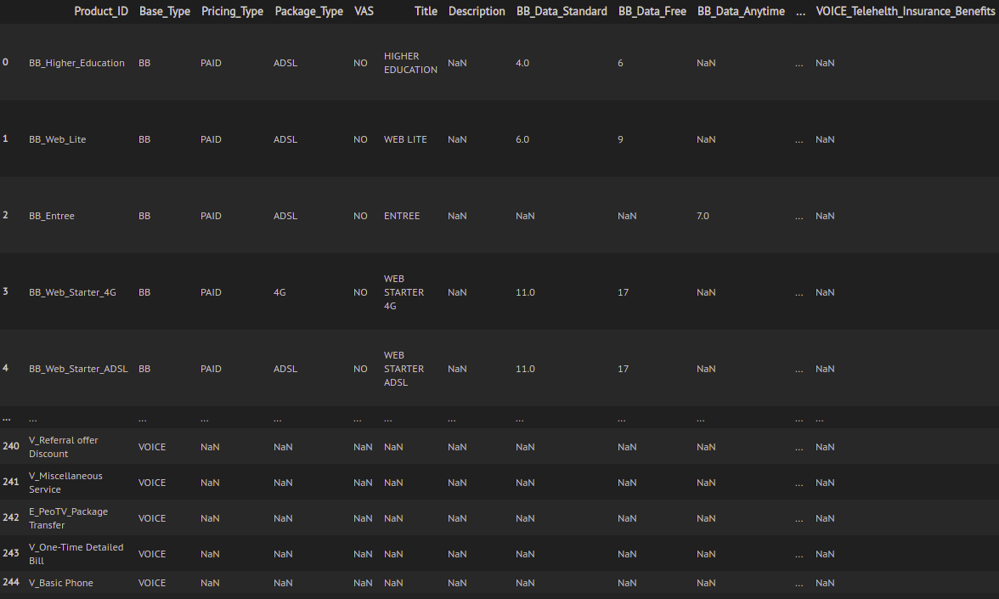 Product_ID Base_Type Pricing_Type Package_Type VAS Title Description BB_Data_Standard BB_Data_Free BB_Data_Anytime ... VOICE_Telehelth_Insurance_Benefits
0 BB_Higher_Education BB PAID ADSL NO HIGHER EDUCATION NaN 4.0 6 NaN ... NaN
1 BB_Web_Lite BB PAID ADSL NO WEB LITE NaN 6.0 9 NaN ... NaN
2 BB_Entree BB PAID ADSL NO ENTREE NaN NaN NaN 7.0 ... NaN
3 BB_Web_Starter_4G BB PAID 4G NO WEB STARTER 4G NaN 11.0 17 NaN ... NaN
4 BB_Web_Starter_ADSL BB PAID ADSL NO WEB STARTER ADSL NaN 11.0 17 NaN ... NaN
... ... ... ... ... ... ... ... ... ... ... ... ...
240 V_Referral offer Discount VOICE NaN NaN NaN NaN NaN NaN NaN NaN ... NaN
241 V_Miscellaneous Service VOICE NaN NaN NaN NaN NaN NaN NaN NaN ... NaN
242 E_PeoTV_Package Transfer VOICE NaN NaN NaN NaN NaN NaN NaN NaN ... NaN
243 V_One-Time Detailed Bill VOICE NaN NaN NaN NaN NaN NaN NaN NaN ... NaN
244 V_Basic Phone VOICE NaN NaN NaN NaN NaN NaN NaN NaN ... NaN